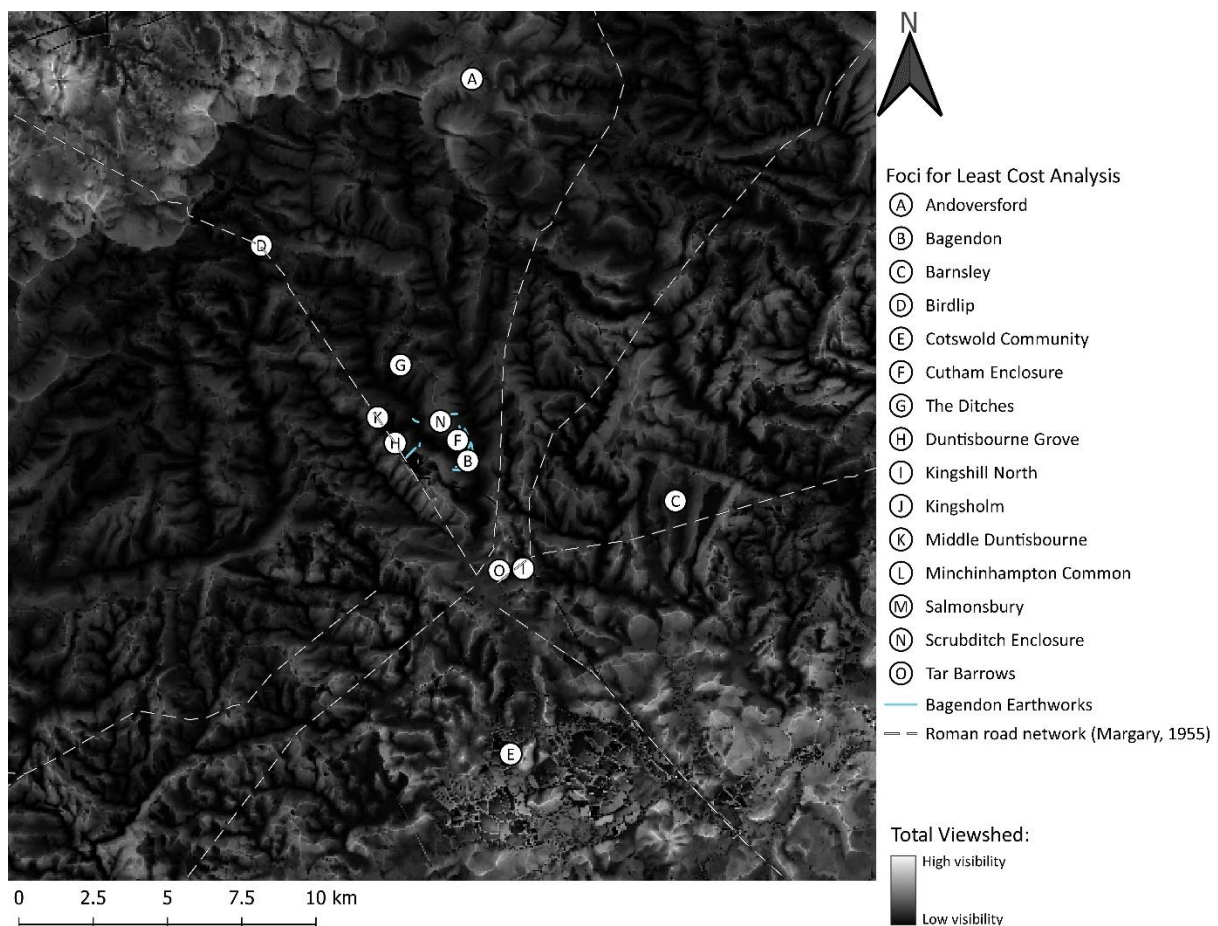 N
A
D
G
K
N
H
F
B
C
O
I
E
Foci for Least Cost Analysis
A Andoversford
B Bagendon
C Barnsley
D Birdlip
E Cotswold Community
F Cutham Enclosure
G The Ditches
H Duntisbourne Grove
I Kingshill North
J Kingsholm
K Middle Duntisbourne
L Minchinhampton Common
M Salmonsbury
N Scrubditch Enclosure
O Tar Barrows
Bagendon Earthworks
Roman road network (Margary, 1955)
Total Viewshed:
High visibility
Low visibility
0 2.5 5 7.5 10 km